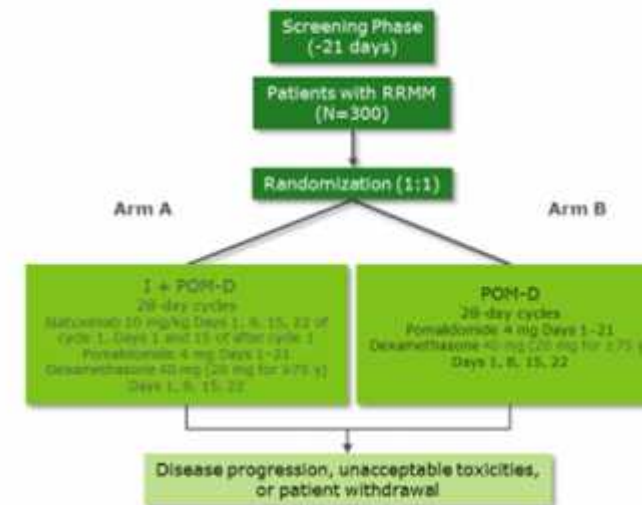 Screening Phase
(-21 days)
Patients with RRMM
(N=300)
Randomization (1:1)
Arm A
Arm B
I + POM-D
28-day cycles
10 mg/kg Days 1, 8, 15, 22 of
cycle 1, Days 1 and 15 of after cycle 1
Pomalidomide 4 mg Days 1-21
Dexamethasone 40 mg (20 mg for ≥75 y)
Days 1, 8, 15, 22
POM-D
28-day cycles
Pomalidomide 4 mg Days 1-21
Dexamethasone 40 mg (20 mg for ≥75 y)
Days 1, 8, 15, 22
Disease progression, unacceptable toxicities,
or patient withdrawal